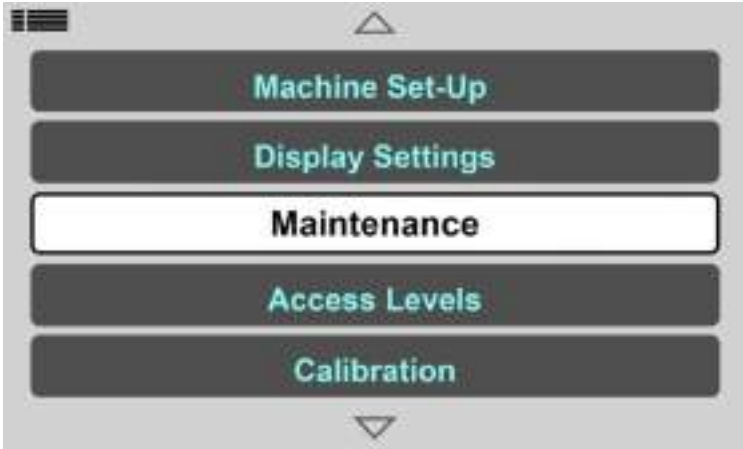 Machine Set-Up
Display Settings
Maintenance
Access Levels
Calibration